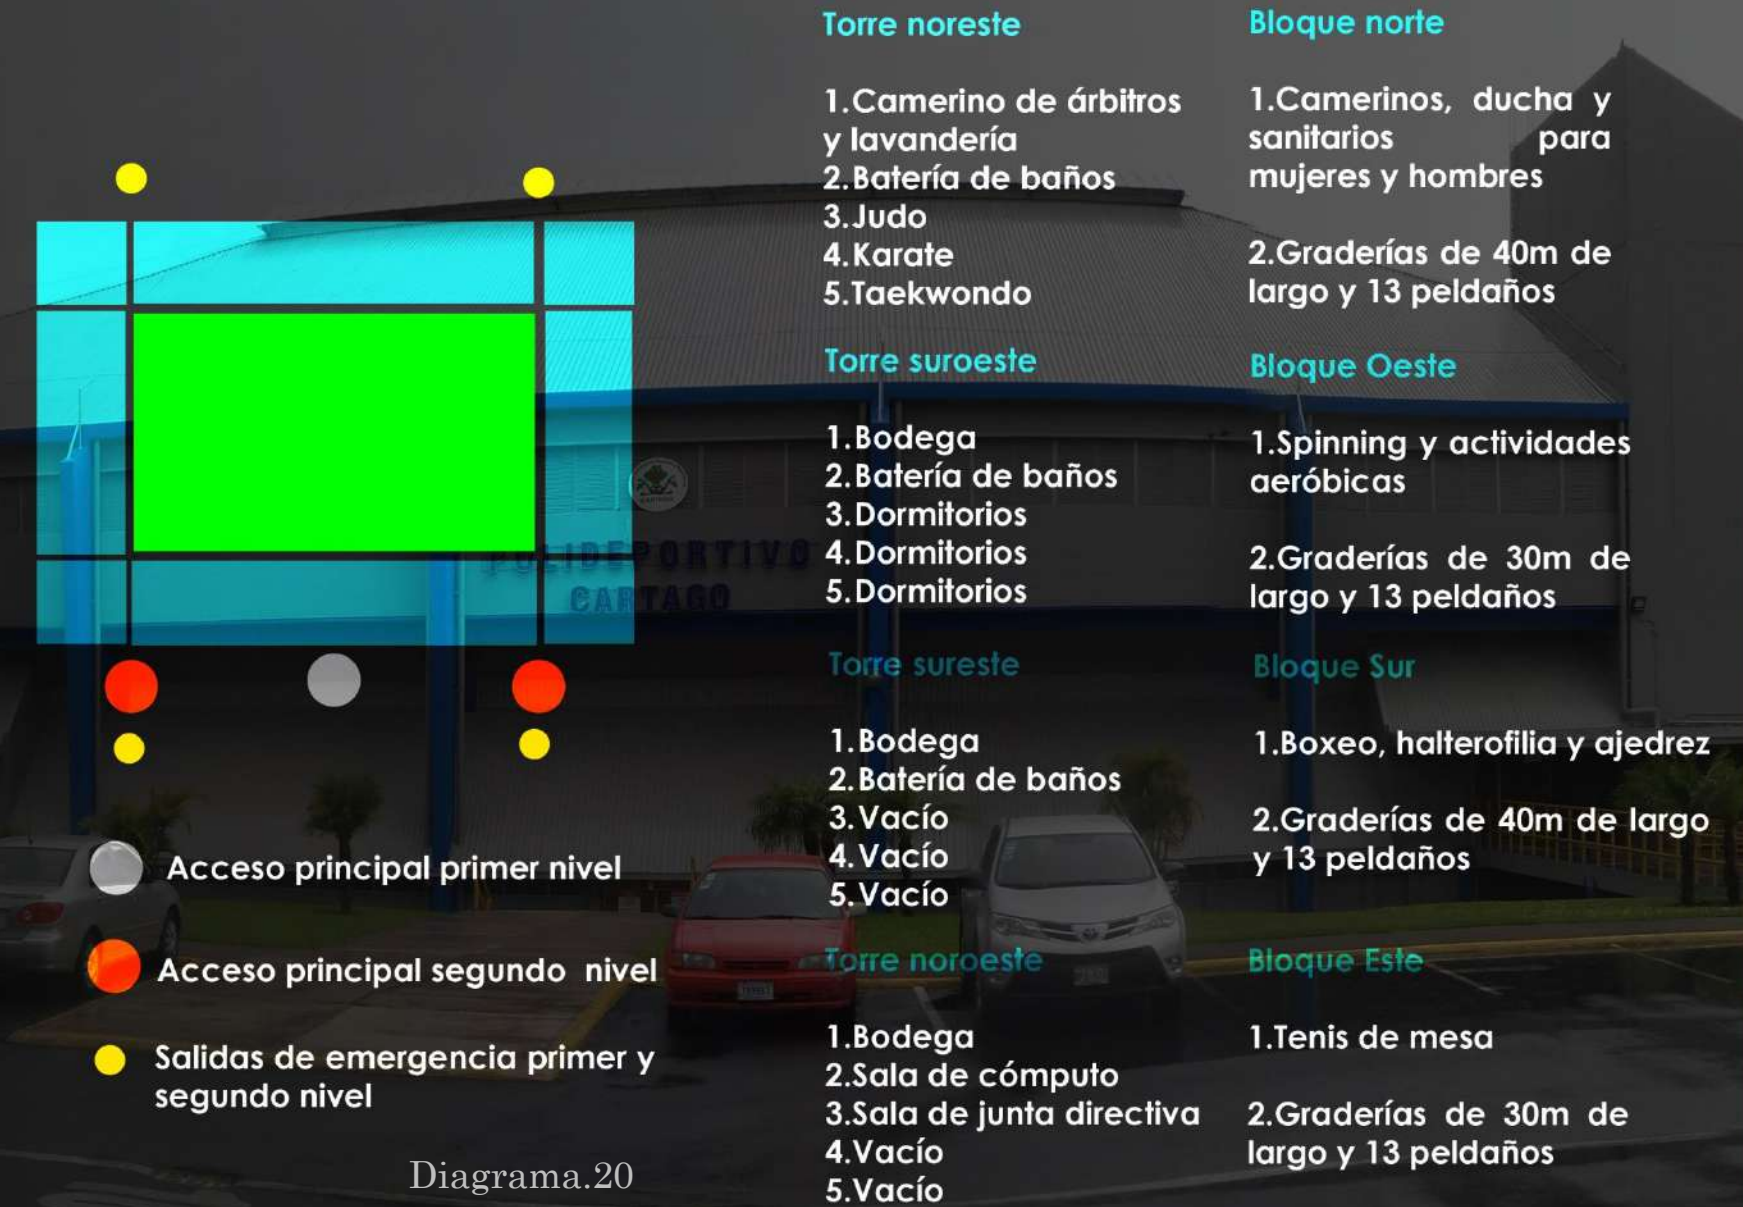 Torre noreste
1.Camerino de árbitros
y lavandería
2.Batería de baños
3.Judo
4.Karate
5.Taekwondo
Torre suroeste
1.Bodega
2.Batería de baños
3.Dormitorios
4.Dormitorios
5.Dormitorios
Torre sureste
1.Bodega
2.Batería de baños
3.Vacío
4.Vacío
5.Vacío
Torre noroeste
1.Bodega
2.Sala de cómputo
3.Sala de junta directiva
4.Vacío
5.Vacío
Bloque norte
1.Camerinos, ducha y
sanitarios para
mujeres y hombres
2.Graderías de 40m de
largo y 13 peldaños
Bloque Oeste
1.Spinning y actividades
aeróbicas
2.Graderías de 30m de
largo y 13 peldaños
Bloque Sur
1.Boxeo, halterofilia y ajedrez
2.Graderías de 40m de largo
y 13 peldaños
Bloque Este
1.Tenis de mesa
2.Graderías de 30m de
largo y 13 peldaños
POLIDEPORTIVO
CARTAGO
Acceso principal primer nivel
Acceso principal segundo nivel
Salidas de emergencia primer y
segundo nivel
Diagrama.20